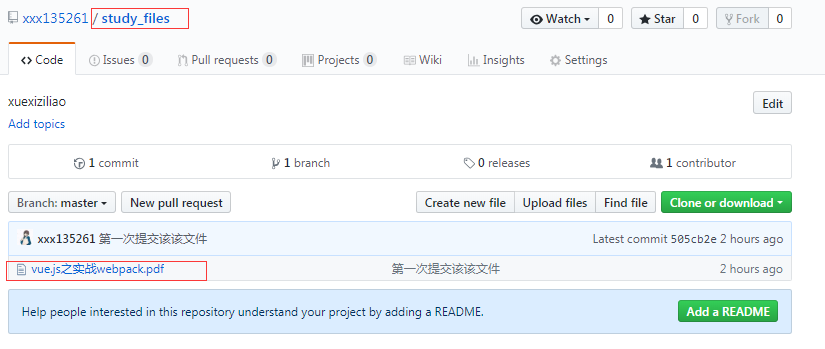 xxx135261 / study_files Watch 0 Star 0 Fork 0
Code Issues 0 Pull requests 0 Projects 0 Wiki Insights Settings
xuexiziliao Edit
Add topics
1 commit 1 branch 0 releases 1 contributor
Branch: master New pull request Create new file Upload files Find file Clone or download
xxx135261 第一次提交该该文件 Latest commit 505cb2e 2 hours ago
vue.js之实战webpack.pdf 第一次提交该该文件 2 hours ago
Help people interested in this repository understand your project by adding a README. Add a README